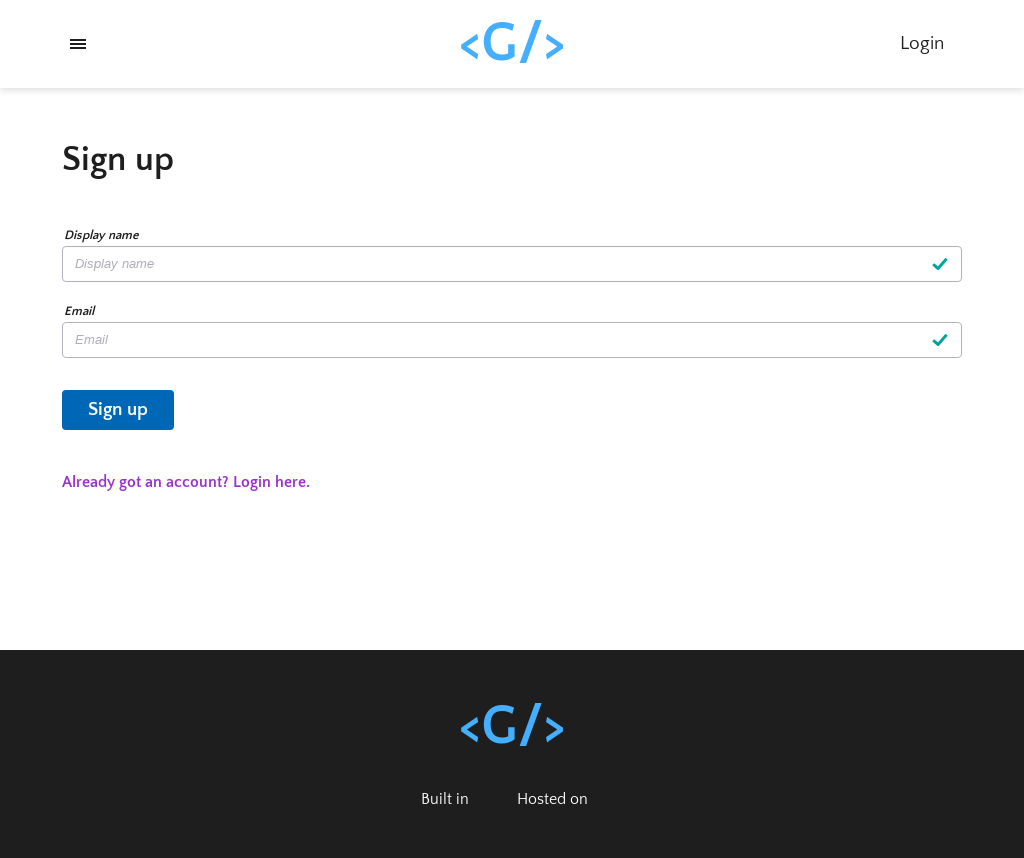 <G/>
Login
Sign up
Display name
Display name
Email
Email
Sign up
Already got an account? Login here.
<G/>
Built in
Hosted on